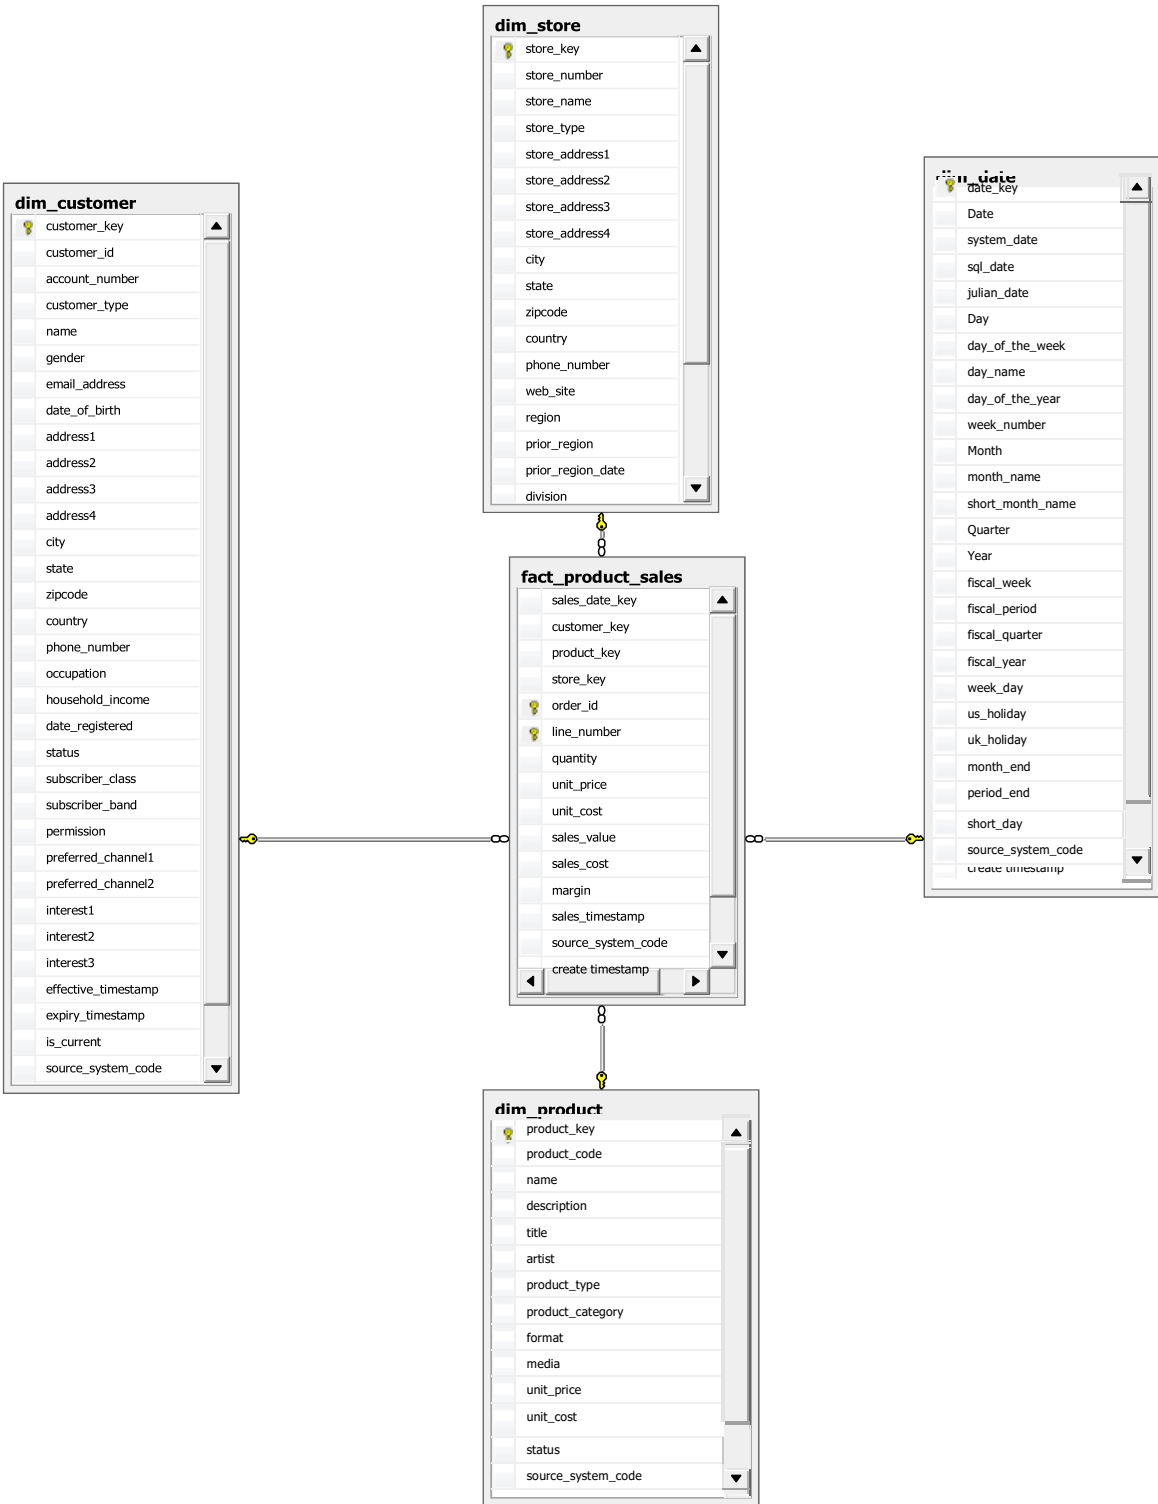 dim_store
store_key
store_number
store_name
store_type
store_address1
store_address2
store_address3
store_address4
city
state
zipcode
country
phone_number
web_site
region
prior_region
prior_region_date
division
dim_customer
customer_key
customer_id
account_number
customer_type
name
gender
email_address
date_of_birth
address1
address2
address3
address4
city
state
zipcode
country
phone_number
occupation
household_income
date_registered
status
subscriber_class
subscriber_band
permission
preferred_channel1
preferred_channel2
interest1
interest2
interest3
effective_timestamp
expiry_timestamp
is_current
source_system_code
fact_product_sales
sales_date_key
customer_key
product_key
store_key
order_id
line_number
quantity
unit_price
unit_cost
sales_value
sales_cost
margin
sales_timestamp
source_system_code
create timestamp
dim_date
date_key
Date
system_date
sql_date
julian_date
Day
day_of_the_week
day_name
day_of_the_year
week_number
Month
month_name
short_month_name
Quarter
Year
fiscal_week
fiscal_period
fiscal_quarter
fiscal_year
week_day
us_holiday
uk_holiday
month_end
period_end
short_day
source_system_code
create timestamp
dim_product
product_key
product_code
name
description
title
artist
product_type
product_category
format
media
unit_price
unit_cost
status
source_system_code